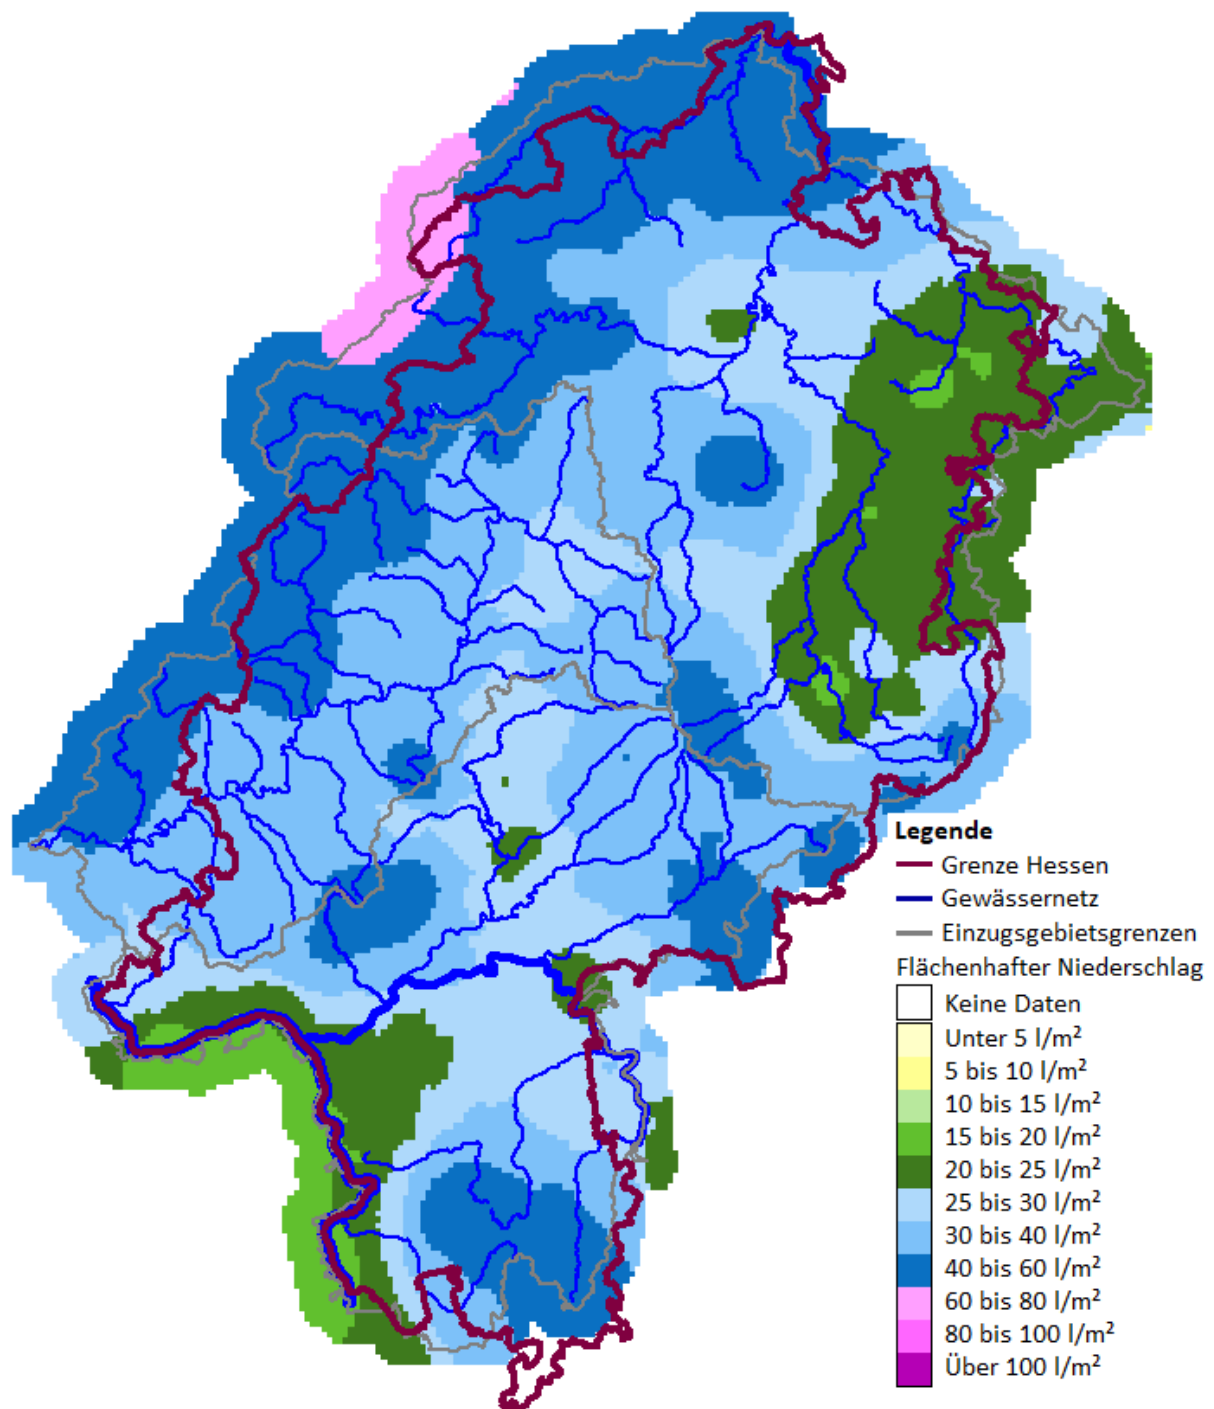 Legende
Grenze Hessen
Gewässernetz
Einzugsgebietsgrenzen
Flächenhafter Niederschlag
Keine Daten
Unter 5 l/m²
5 bis 10 l/m²
10 bis 15 l/m²
15 bis 20 l/m²
20 bis 25 l/m²
25 bis 30 l/m²
30 bis 40 l/m²
40 bis 60 l/m²
60 bis 80 l/m²
80 bis 100 l/m²
Über 100 l/m²